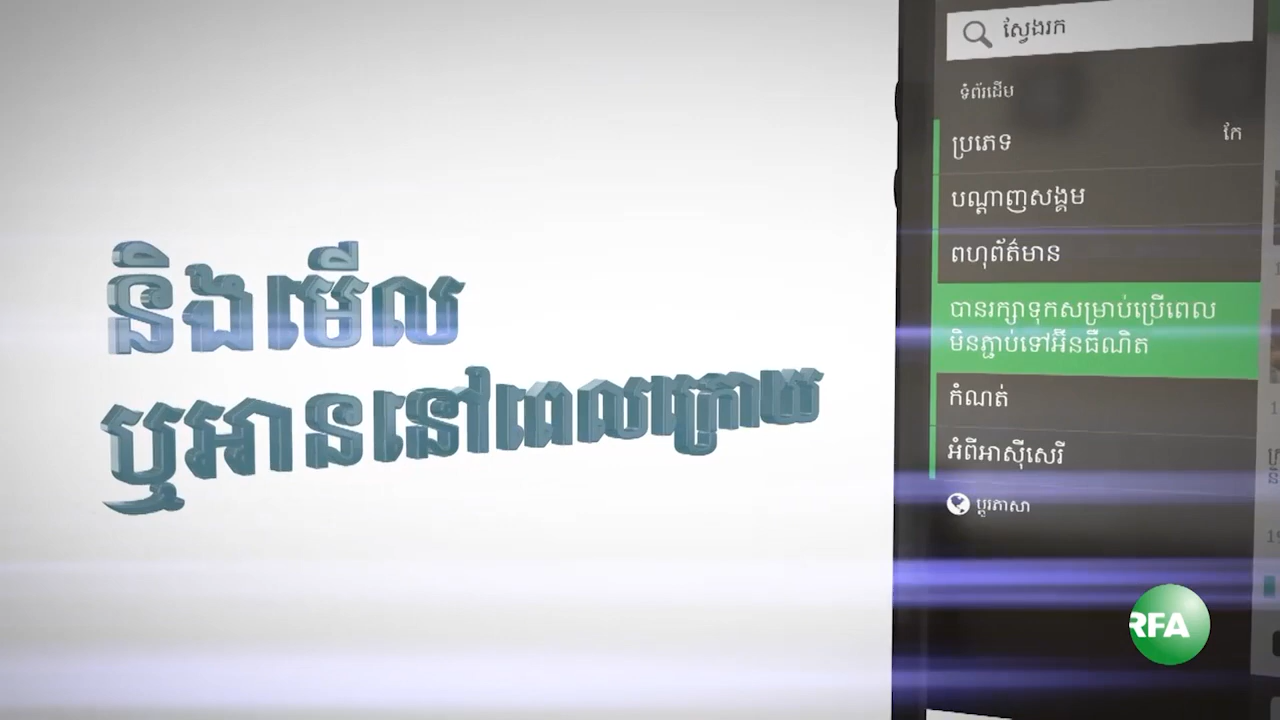 និងមើល
ឬអាននៅពេលក្រោយ
ស្វែងរក
ទំព័រដើម
ប្រភេទ
កែ
បណ្ដាញសង្គម
ពហុព័ត៌មាន
បានរក្សាទុកសម្រាប់ប្រើពេល
មិនភ្ជាប់ទៅអ៊ិនធឺណិត
កំណត់
អំពីអាស៊ីសេរី
ប្ដូរភាសា
RFA